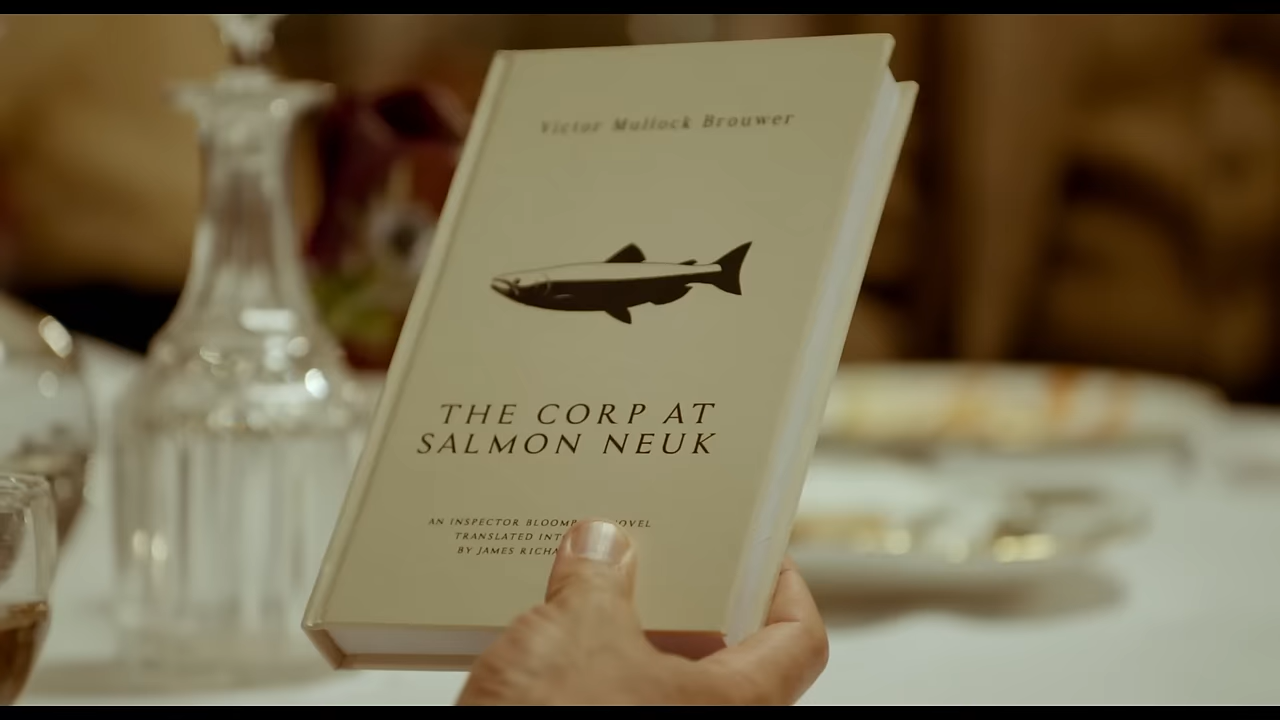 Victor Mullock Brouwer
THE CORP AT
SALMON NEUK
AN INSPECTOR
TRANSLATED
BY JAMES